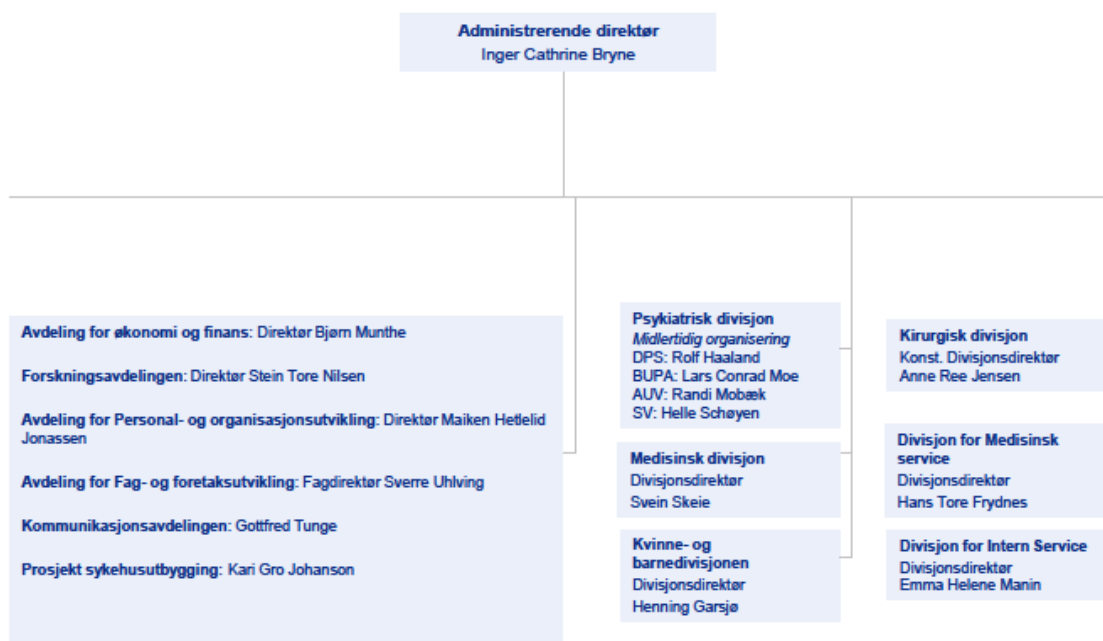 Administrerende direktør
Inger Cathrine Bryne
Avdeling for økonomi og finans: Direktør Bjørn Munthe
Forskningsavdelingen: Direktør Stein Tore Nilsen
Avdeling for Personal- og organisasjonsutvikling: Direktør Maiken Hetlelid
Jonassen
Avdeling for Fag- og foretaksutvikling: Fagdirektør Sverre Uhlving
Kommunikasjonsavdelingen: Gottfred Tunge
Prosjekt sykehusutbygging: Kari Gro Johanson
Psykiatrisk divisjon
Midlertidig organisering
DPS: Rolf Haaland
BUPA: Lars Conrad Moe
AUV: Randi Mobæk
SV: Helle Schøyen
Medisinsk divisjon
Divisjonsdirektør
Svein Skeie
Kvinne- og
barnedivisjonen
Divisjonsdirektør
Henning Garsjø
Kirurgisk divisjon
Konst. Divisjonsdirektør
Anne Ree Jensen
Divisjon for Medisinsk
service
Divisjonsdirektør
Hans Tore Frydnes
Divisjon for Intern Service
Divisjonsdirektør
Emma Helene Manin